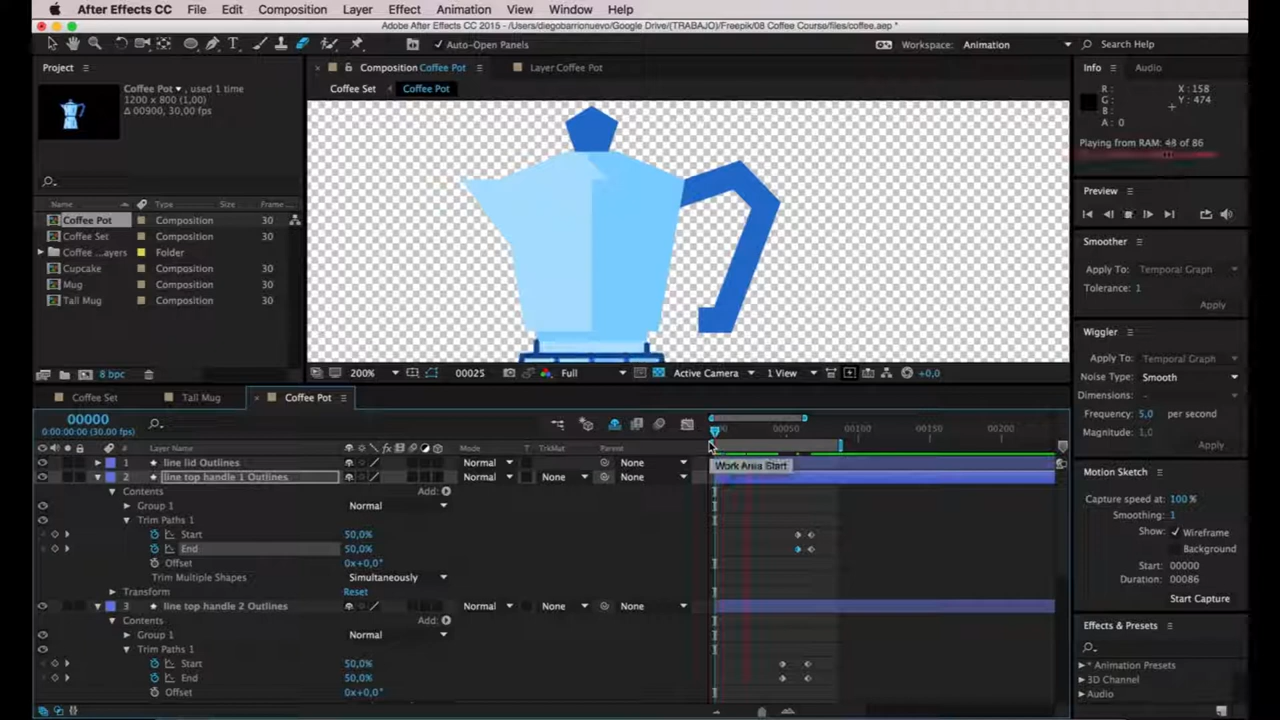 After Effects CC File Edit Composition Layer Effect Animation View Window Help
Adobe After Effects CC 2015 - /Users/diegobarrionuevo/Google Drive/(TRABAJO)/Freepik/08 Coffee Course/files/coffee.aep *
Auto-Open Panels Workspace: Animation Search Help
Project Composition Coffee Pot Layer Coffee Pot Info Audio
Coffee Pot, used 1 time Coffee Set Coffee Pot R: X: 158
1200 x 800 (1,00) G: Y: 474
Δ 00900, 30,00 fps B:
A: 0
Playing from RAM: 48 of 86
Preview
Name Type Size Frame...
Coffee Pot Composition 30
Coffee Set Composition 30 Smoother
Coffee ...ayers Folder
Cupcake Composition 30 Apply To: Temporal Graph
Mug Composition 30 Tolerance: 1
Tall Mug Composition 30 Apply
Wiggler
Apply To: Temporal Graph
8 bpc 200% 00025 Full Active Camera 1 View +0,0 Noise Type: Smooth
Coffee Set Tall Mug Coffee Pot Dimensions: -
00000 Frequency: 5,0 per second
0:00:00:00 (30.00 fps) 00 00050 00100 00150 00200 Magnitude: 1,0
# Layer Name Mode T TrkMat Parent Apply
1 line lid Outlines Normal None
Work Area Start
2 line top handle 1 Outlines Normal None None Motion Sketch
Contents Add:
Capture speed at: 100 %
Group 1 Normal Smoothing: 1
Trim Paths 1 Show: Wireframe
Start 50,0%
End 50,0% Background
Offset 0x+0,0° Start: 00000
Trim Multiple Shapes Simultaneously Duration: 00086
Transform Reset Start Capture
3 line top handle 2 Outlines Normal None None
Contents Add: Effects & Presets
Group 1 Normal
Trim Paths 1
Start 50,0% * Animation Presets
End 50,0% 3D Channel
Offset 0x+0,0° Audio